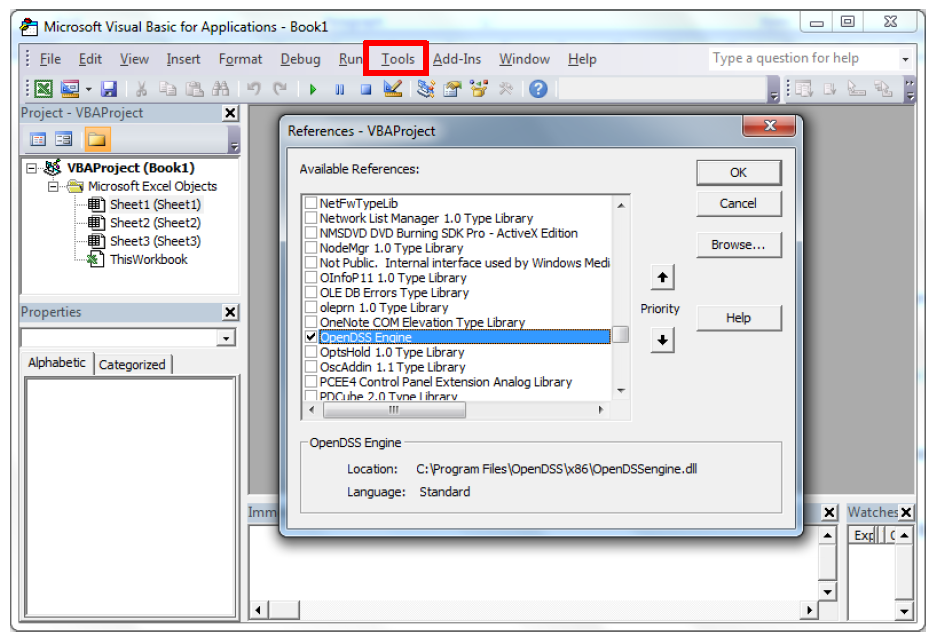 Microsoft Visual Basic for Applications - Book1
File Edit View Insert Format Debug Run Tools Add-Ins Window Help
Type a question for help
Project - VBAProject
VBAProject (Book1)
Microsoft Excel Objects
Sheet1 (Sheet1)
Sheet2 (Sheet2)
Sheet3 (Sheet3)
ThisWorkbook
Properties
Alphabetic Categorized
References - VBAProject
Available References:
NetFwTypeLib
Network List Manager 1.0 Type Library
NMSDVD DVD Burning SDK Pro - ActiveX Edition
NodeMgr 1.0 Type Library
Not Public. Internal interface used by Windows Medi
OInfoP11 1.0 Type Library
OLE DB Errors Type Library
oleprn 1.0 Type Library
OneNote COM Elevation Type Library
OpenDSS Engine
OptsHold 1.0 Type Library
OscAddin 1.1 Type Library
PCEE4 Control Panel Extension Analog Library
PDCube 2.0 Type Library
OK
Cancel
Browse...
Priority
Help
OpenDSS Engine
Location: C:\Program Files\OpenDSS\x86\OpenDSSengine.dll
Language: Standard
Imm
Watches
Exp